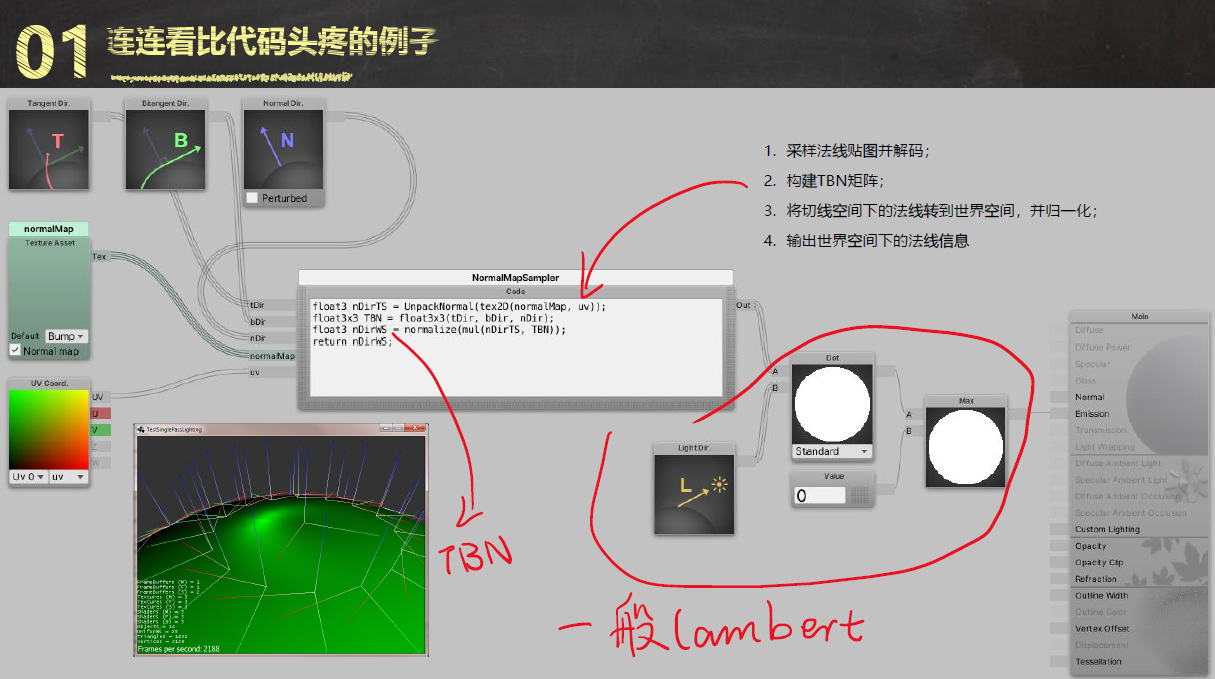 01 连连看比代码头疼的例子
Tangent Dir.
Bitangent Dir.
Normal Dir.
T
B
N
Perturbed
1. 采样法线贴图并解码;
2. 构建TBN矩阵;
3. 将切线空间下的法线转到世界空间，并归一化;
4. 输出世界空间下的法线信息
normalMap
Texture Asset
Tex
Defaut Bump
Normal map
UV Coord.
UV
U
V
Z
W
Uv 0 uv
NormalMapSampler
Code
float3 nDirTS = UnpackNormal(tex2D(normalMap, uv));
float3x3 TBN = float3x3(tDir, bDir, nDir);
float3 nDirWS = normalize(mul(nDirTS, TBN));
return nDirWS;
tDir
bDir
nDir
normalMap
uv
Out
Dot
A
B
Standard
Light Dir.
L
Value
0
Max
A
B
Main
Diffuse
Diffuse Power
Specular
Gloss
Normal
Emission
Transmission
Light Wrapping
Diffuse Ambient Light
Specular Ambient Light
Diffuse Ambient Occlusion
Specular Ambient Occlusion
Custom Lighting
Opacity
Opacity Clip
Refraction
Outline Width
Outline Color
Vertex Offset
Displacement
Tessellation
TestSinglePassLighting
FrameBuffers (M) = 1
Frames per second: 2188
TBN
一般lambert